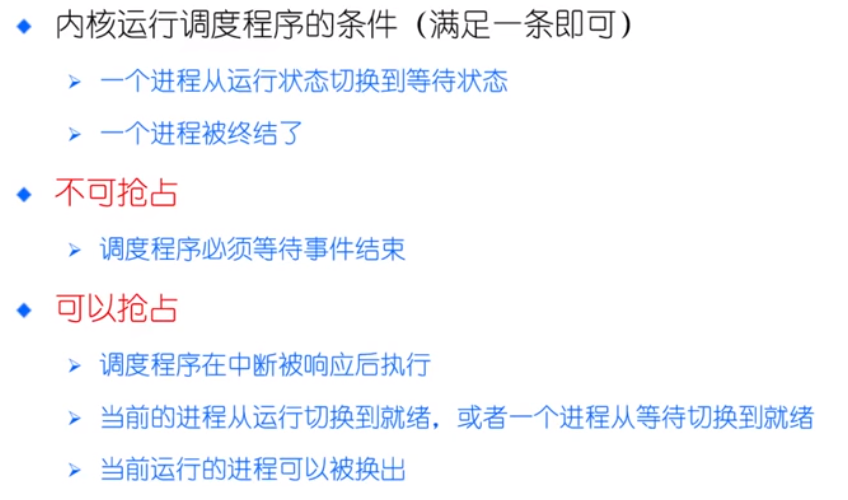 内核运行调度程序的条件（满足一条即可）
一个进程从运行状态切换到等待状态
一个进程被终结了
不可抢占
调度程序必须等待事件结束
可以抢占
调度程序在中断被响应后执行
当前的进程从运行切换到就绪，或者一个进程从等待切换到就绪
当前运行的进程可以被换出